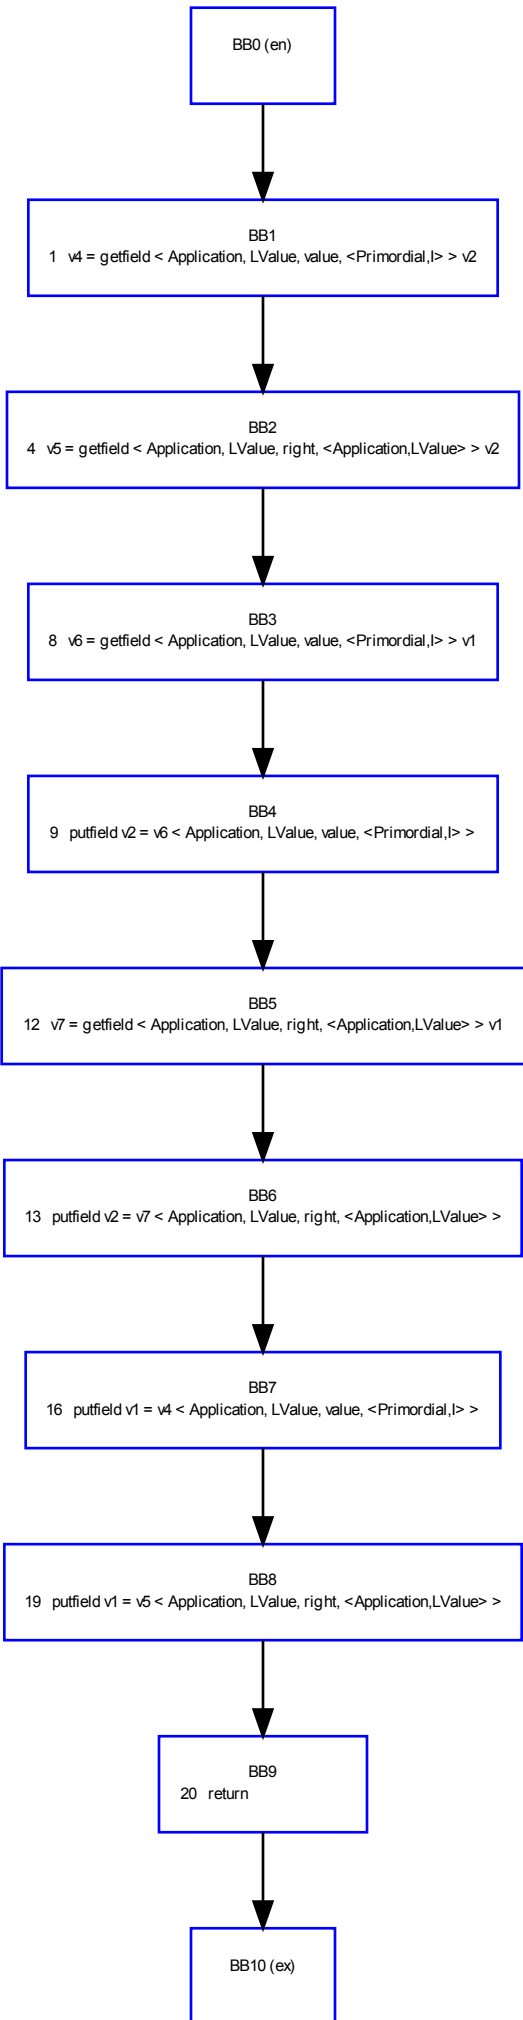 BB0 (en)
BB1
1 v4 = getfield < Application, LValue, value, <Primordial,I> > v2
BB2
4 v5 = getfield < Application, LValue, right, <Application,LValue> > v2
BB3
8 v6 = getfield < Application, LValue, value, <Primordial,I> > v1
BB4
9 putfield v2 = v6 < Application, LValue, value, <Primordial,I> >
BB5
12 v7 = getfield < Application, LValue, right, <Application,LValue> > v1
BB6
13 putfield v2 = v7 < Application, LValue, right, <Application,LValue> >
BB7
16 putfield v1 = v4 < Application, LValue, value, <Primordial,I> >
BB8
19 putfield v1 = v5 < Application, LValue, right, <Application,LValue> >
BB9
20 return
BB10 (ex)